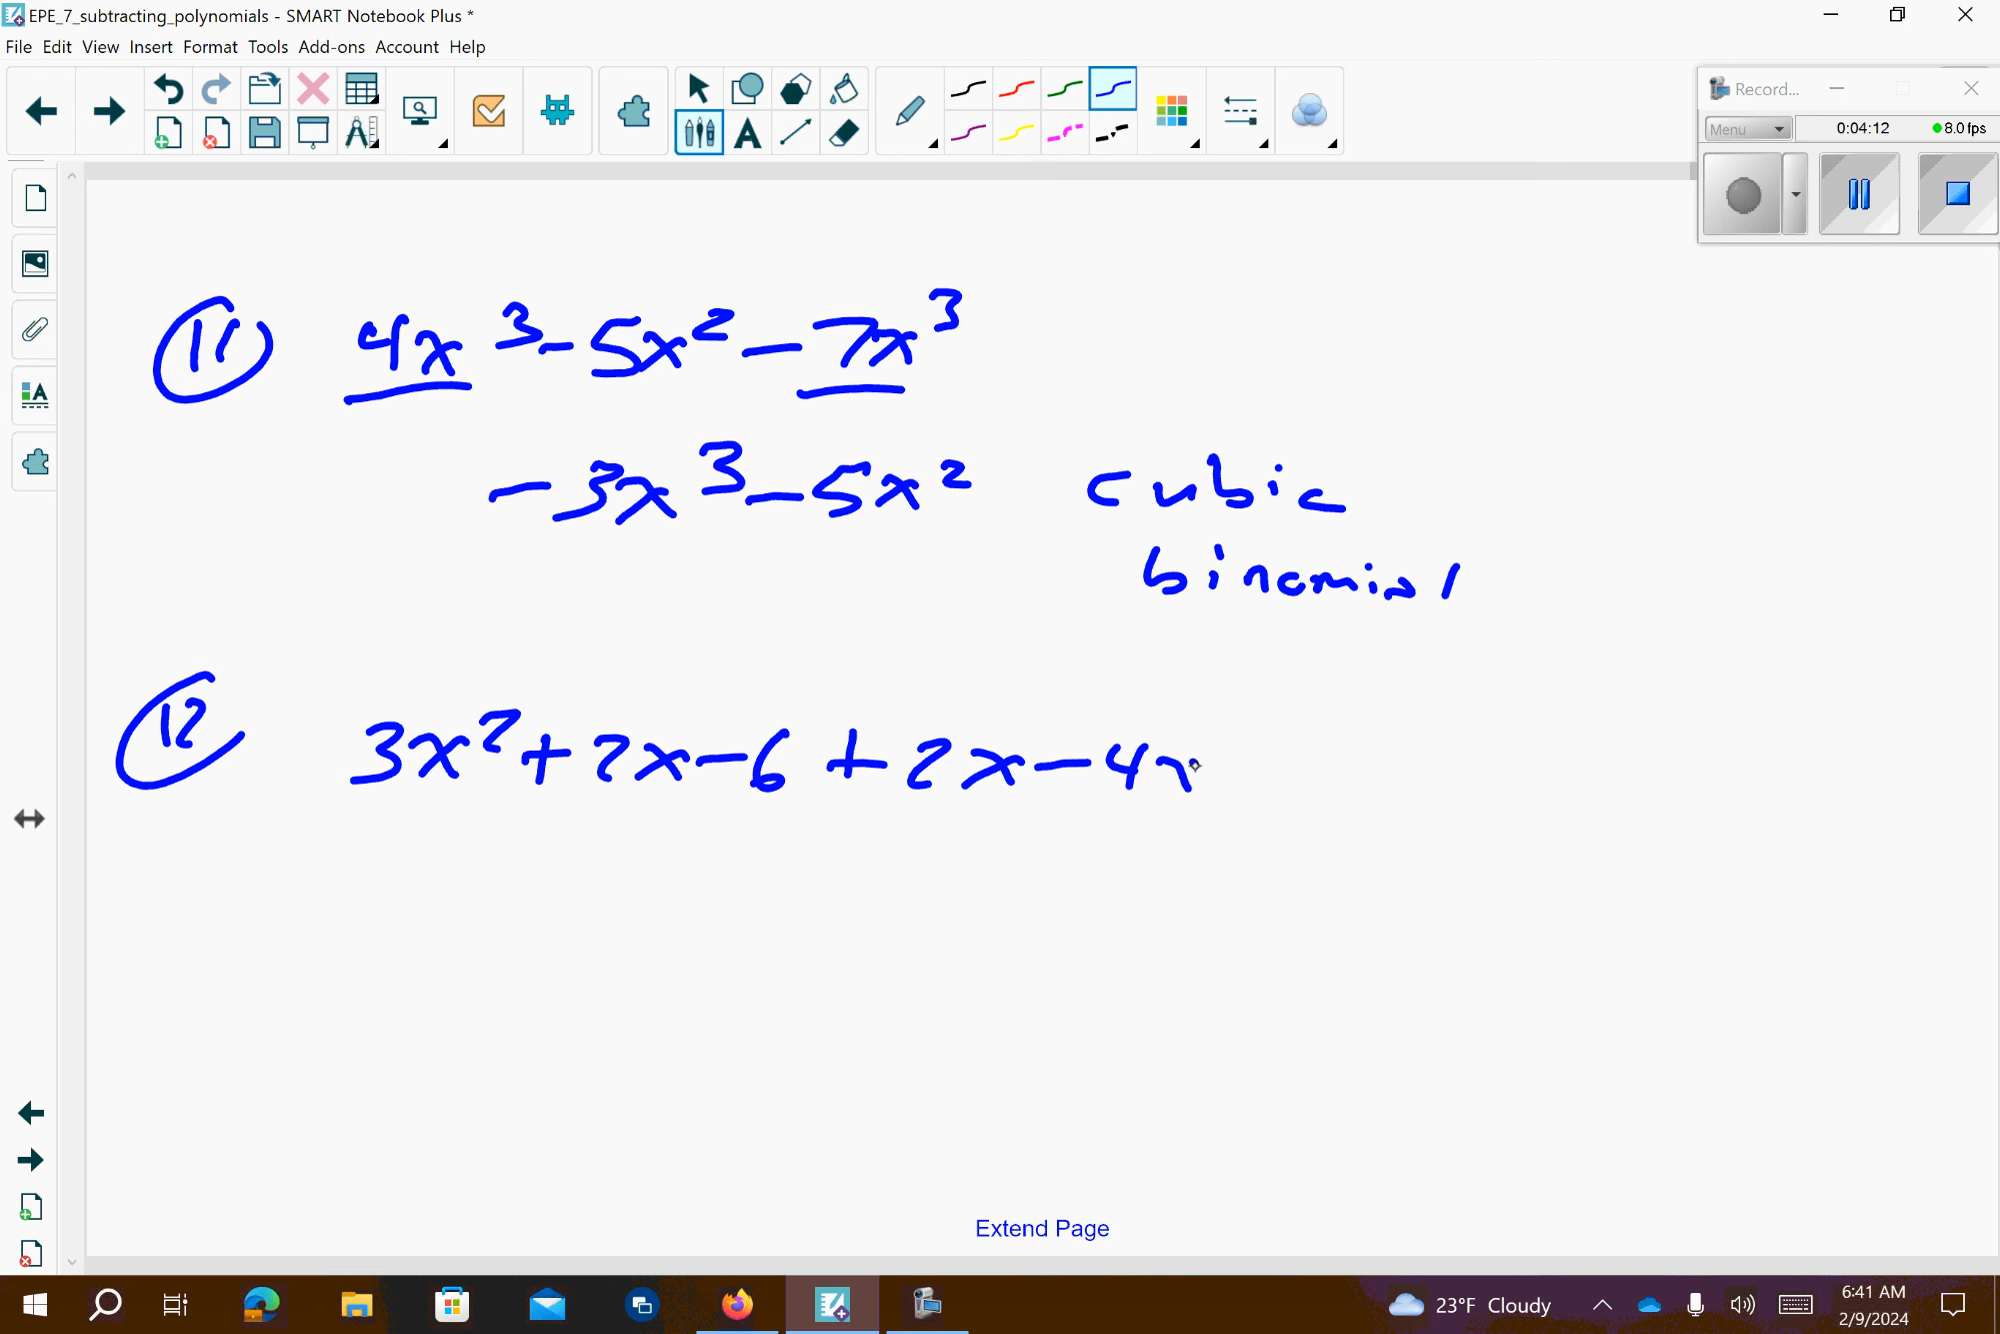 EPE_7_subtracting_polynomials - SMART Notebook Plus *
File Edit View Insert Format Tools Add-ons Account Help
Record...
Menu 0:04:12 8.0 fps
11 4x³ - 5x² - 7x³
-3x³ - 5x² cubic
binomial
12 3x² + 2x - 6 + 2x - 4x
Extend Page
23°F Cloudy
6:41 AM
2/9/2024